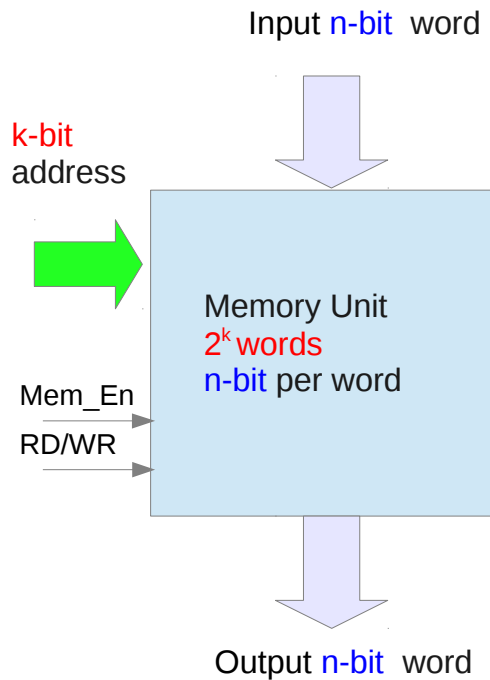 Input n-bit word
k-bit
address
Memory Unit
2ᵏ words
n-bit per word
Mem_En
RD/WR
Output n-bit word